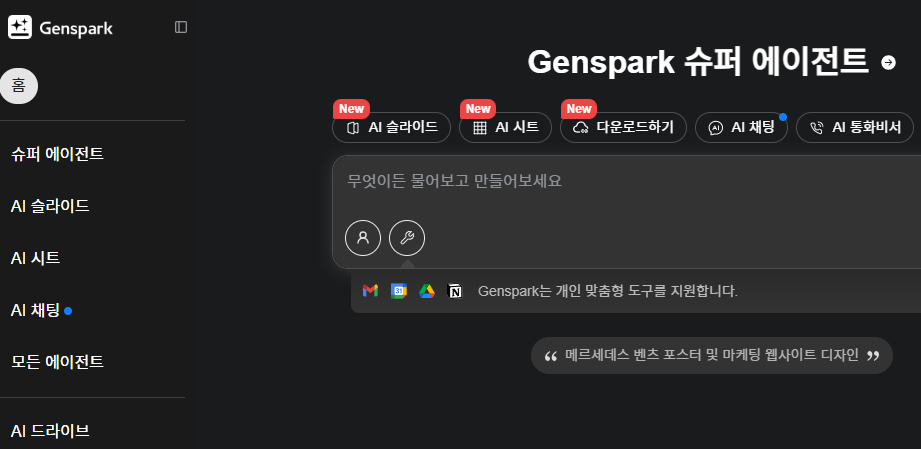 Genspark
홈
슈퍼 에이전트
AI 슬라이드
AI 시트
AI 채팅
모든 에이전트
AI 드라이브
Genspark 슈퍼 에이전트
New New New
AI 슬라이드 AI 시트 다운로드하기 AI 채팅 AI 통화비서
무엇이든 물어보고 만들어보세요
31 Genspark는 개인 맞춤형 도구를 지원합니다.
“ 메르세데스 벤츠 포스터 및 마케팅 웹사이트 디자인 ”